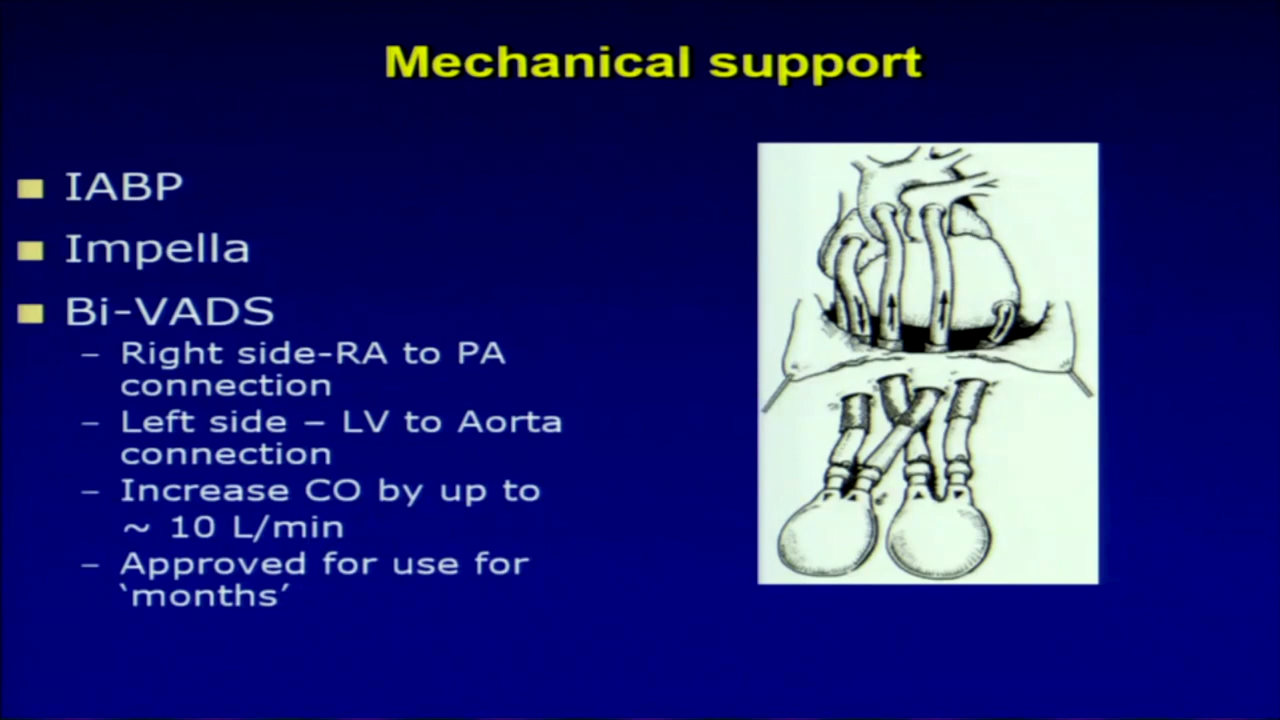 Mechanical support
IABP
Impella
Bi-VADS
– Right side-RA to PA
connection
– Left side – LV to Aorta
connection
– Increase CO by up to
~ 10 L/min
– Approved for use for
‘months’